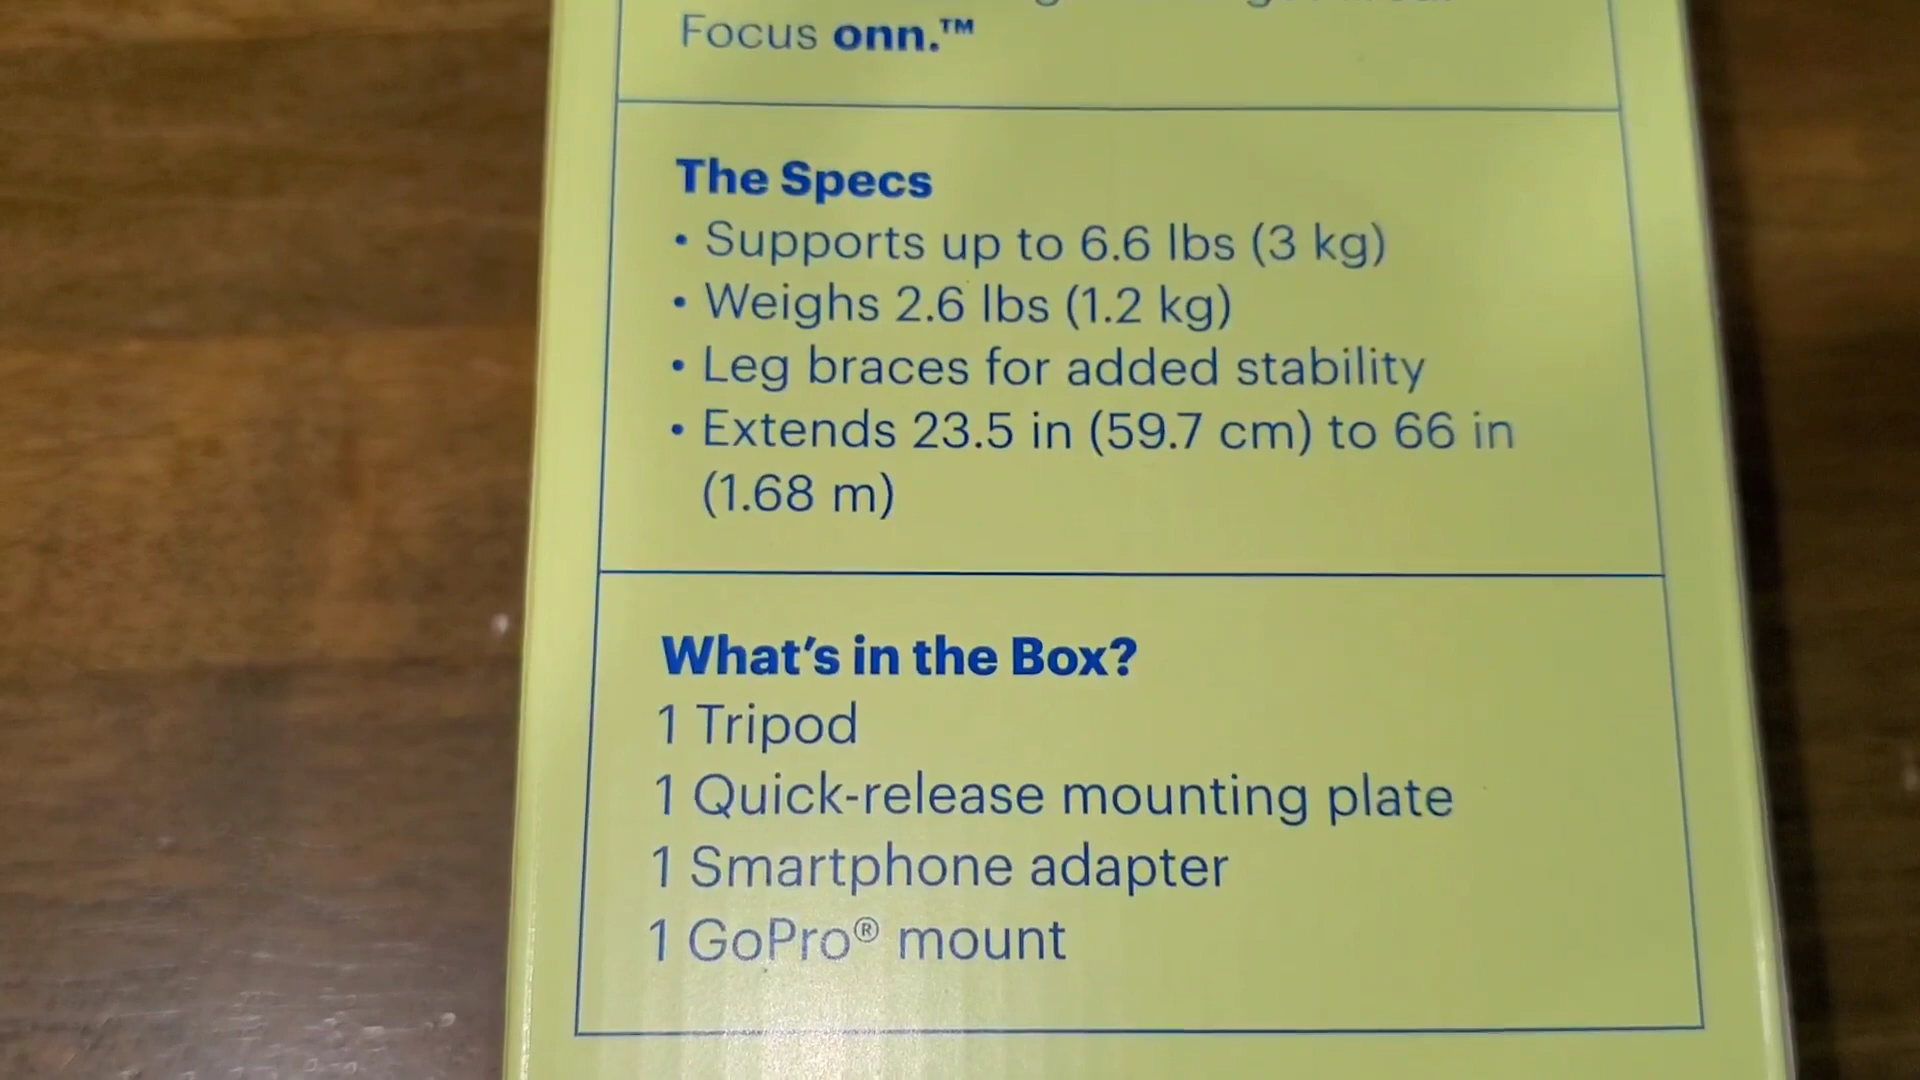 Focus onn.™
The Specs
• Supports up to 6.6 lbs (3 kg)
• Weighs 2.6 lbs (1.2 kg)
• Leg braces for added stability
• Extends 23.5 in (59.7 cm) to 66 in
(1.68 m)
What's in the Box?
1 Tripod
1 Quick-release mounting plate
1 Smartphone adapter
1 GoPro® mount